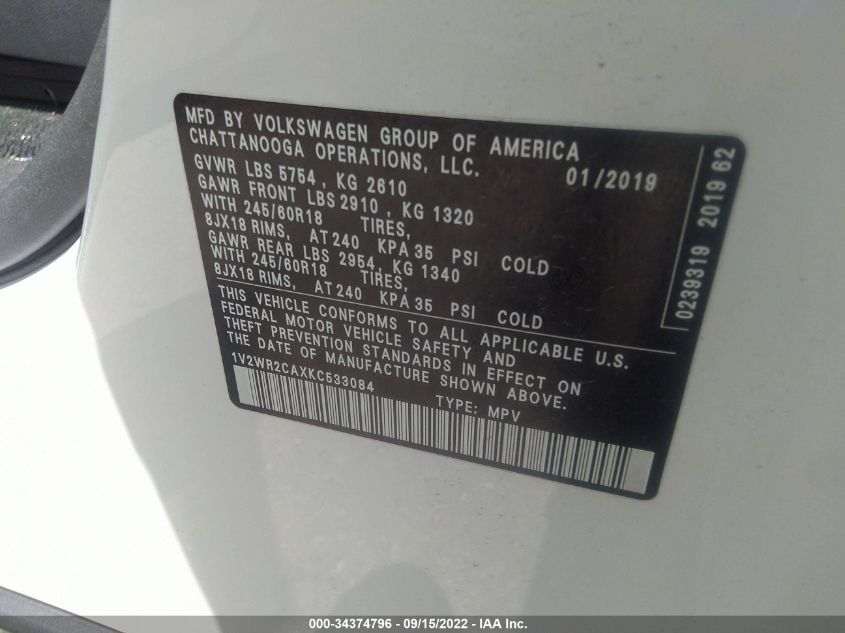 MFD BY VOLKSWAGEN GROUP OF AMERICA
CHATTANOOGA OPERATIONS, LLC.
01/2019
GVWR LBS 5754 , KG 2610
GAWR FRONT LBS 2910 , KG 1320
WITH 245/60R18 TIRES,
8JX18 RIMS, AT 240 KPA 35 PSI COLD
GAWR REAR LBS 2954, KG 1340
WITH 245/60R18 TIRES,
8JX18 RIMS, AT 240 KPA 35 PSI COLD
THIS VEHICLE CONFORMS TO ALL APPLICABLE U.S.
FEDERAL MOTOR VEHICLE SAFETY AND
THEFT PREVENTION STANDARDS IN EFFECT ON
THE DATE OF MANUFACTURE SHOWN ABOVE.
1V2WR2CAXKC533084
TYPE: MPV
0239319 2019 62
000-34374796 - 09/15/2022 - IAA Inc.